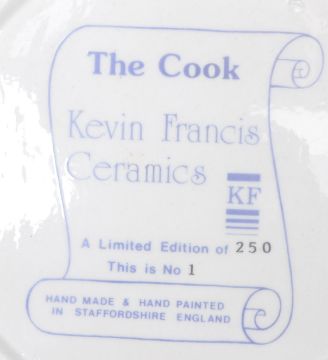 The Cook
Kevin Francis
Ceramics
KF
A Limited Edition of 250
This is No 1
HAND MADE & HAND PAINTED
IN STAFFORDSHIRE ENGLAND